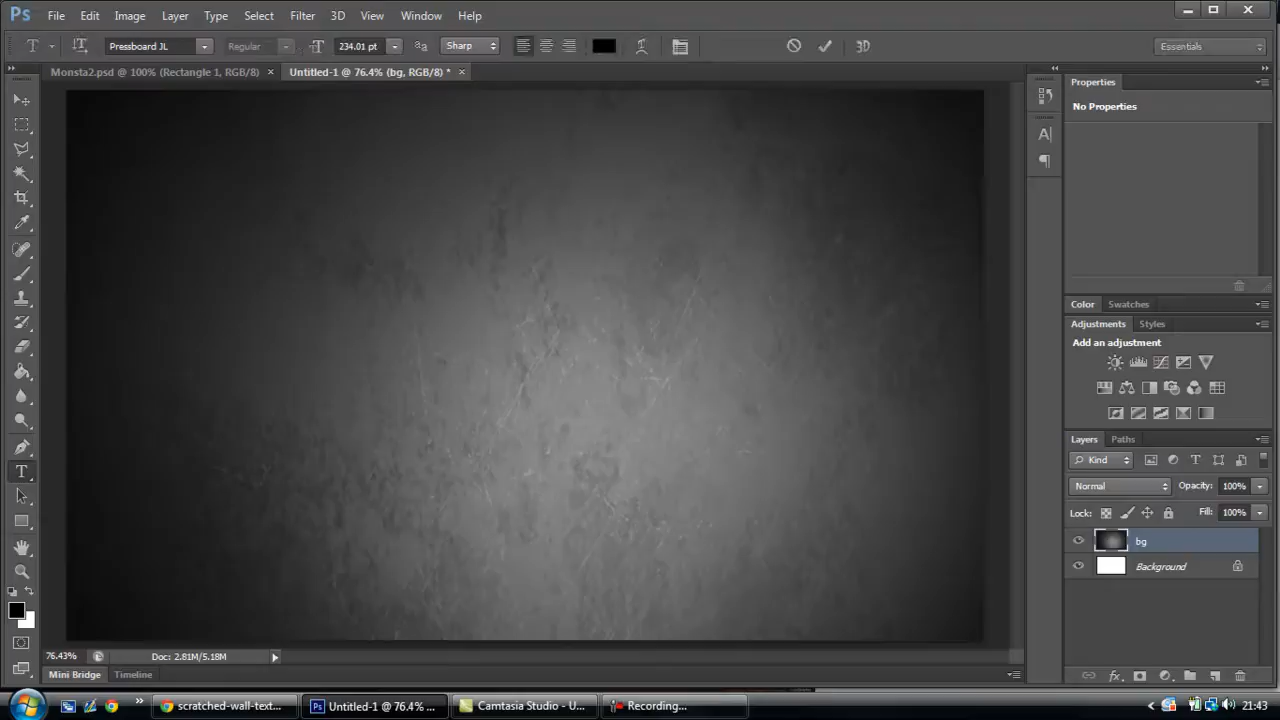 Ps File Edit Image Layer Type Select Filter 3D View Window Help
T Pressboard JL Regular 234.01 pt Sharp 3D Essentials
Monsta2.psd @ 100% (Rectangle 1, RGB/8) × Untitled-1 @ 76.4% (bg, RGB/8) * ×
Properties
No Properties
Color Swatches
Adjustments Styles
Add an adjustment
Layers Paths
Kind
Normal Opacity: 100%
Lock: Fill: 100%
bg
Background
76.43% Doc: 2.81M/5.18M
Mini Bridge Timeline
scratched-wall-text... Untitled-1 @ 76.4% ... Camtasia Studio - U... Recording... 21:43